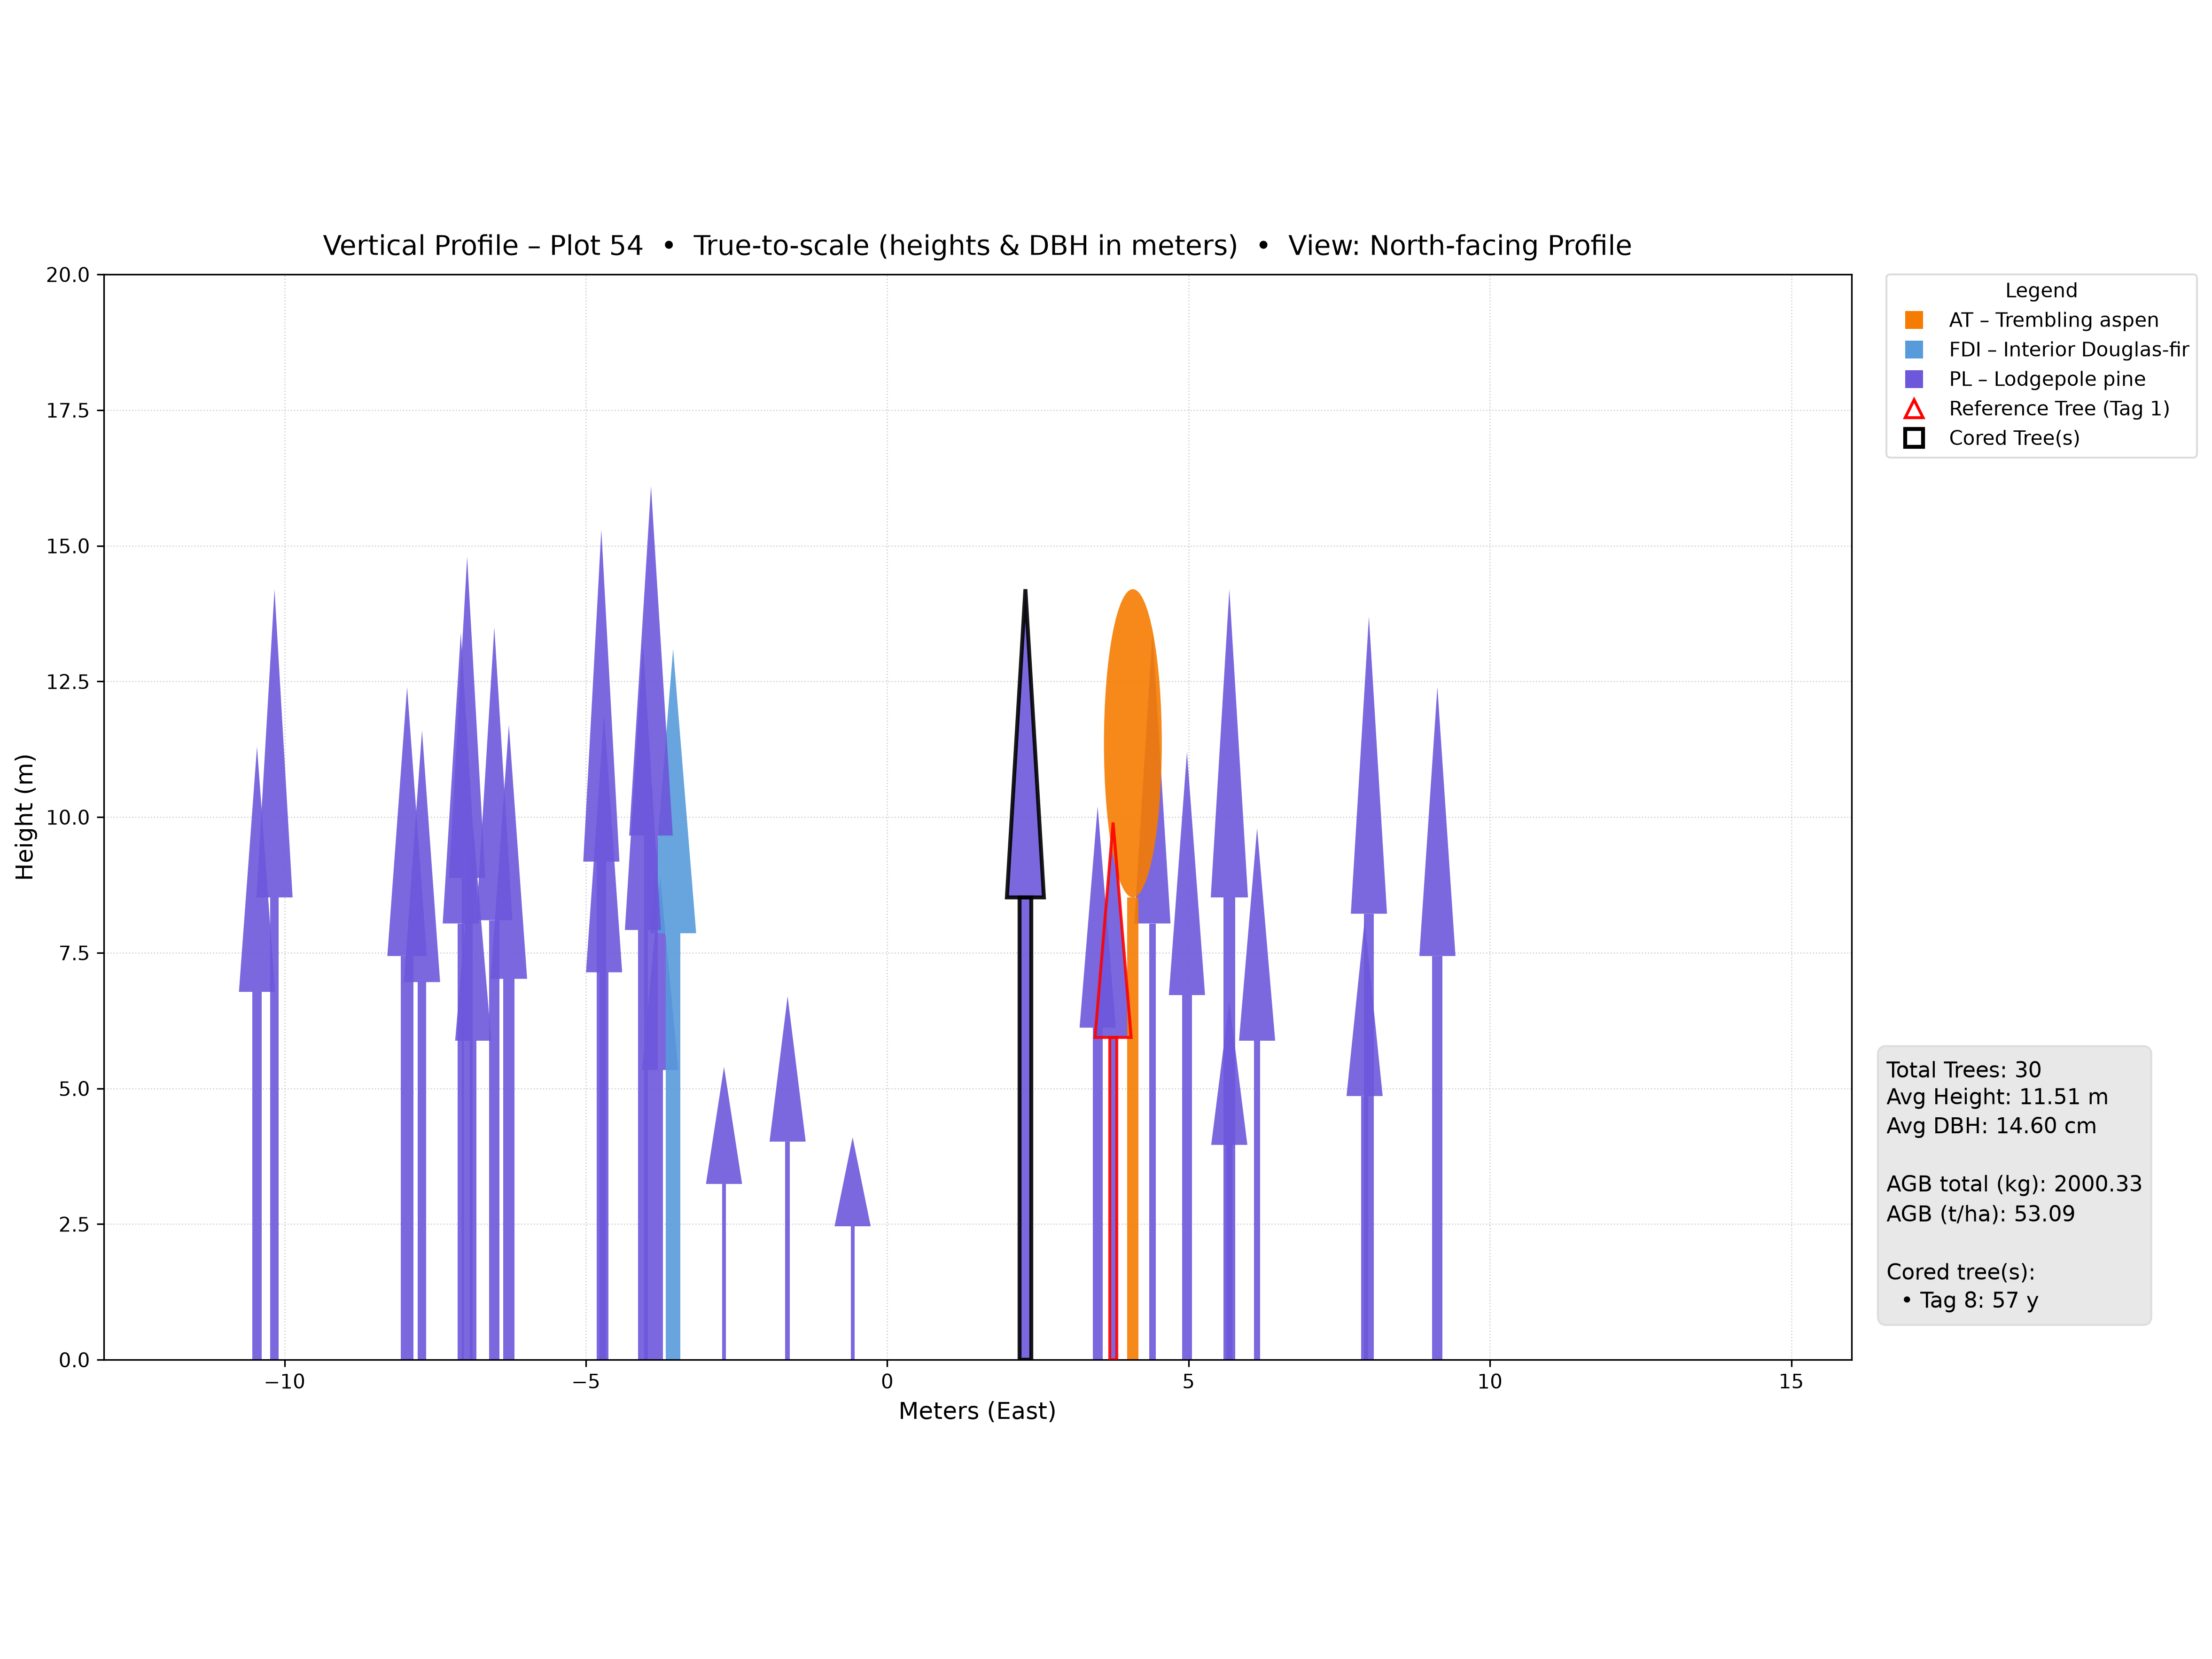 Vertical Profile – Plot 54 • True-to-scale (heights & DBH in meters) • View: North-facing Profile
Height (m)
20.0
17.5
15.0
12.5
10.0
7.5
5.0
2.5
0.0
−10
−5
0
5
10
15
Meters (East)
Legend
AT – Trembling aspen
FDI – Interior Douglas-fir
PL – Lodgepole pine
Reference Tree (Tag 1)
Cored Tree(s)
Total Trees: 30
Avg Height: 11.51 m
Avg DBH: 14.60 cm
AGB total (kg): 2000.33
AGB (t/ha): 53.09
Cored tree(s):
• Tag 8: 57 y